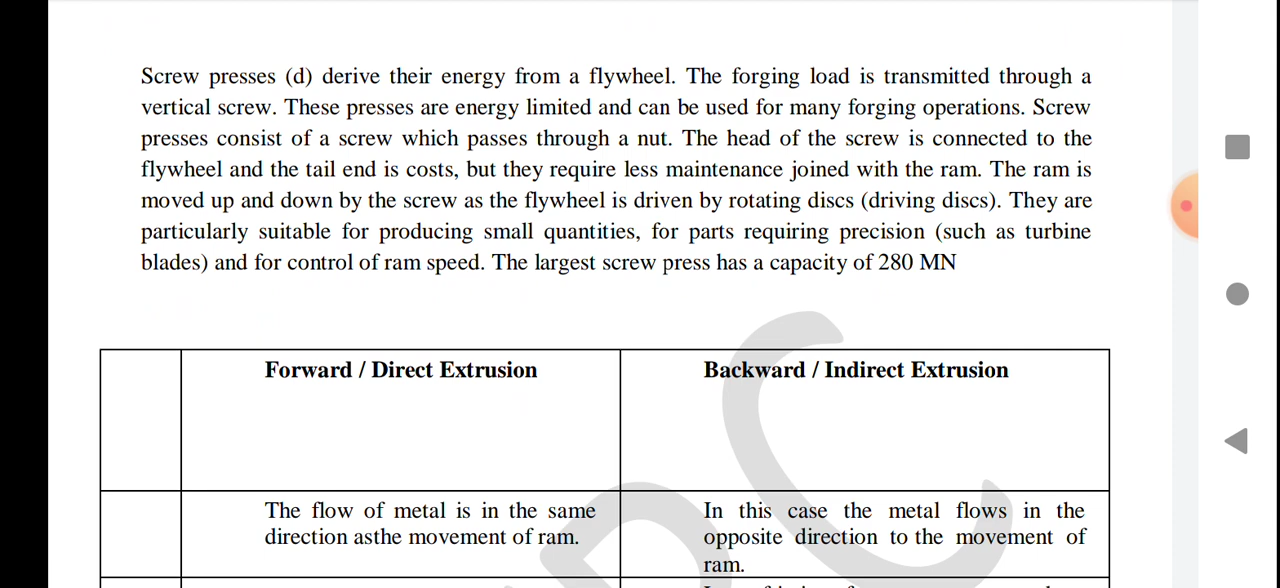 Screw presses (d) derive their energy from a flywheel. The forging load is transmitted through a
vertical screw. These presses are energy limited and can be used for many forging operations. Screw
presses consist of a screw which passes through a nut. The head of the screw is connected to the
flywheel and the tail end is costs, but they require less maintenance joined with the ram. The ram is
moved up and down by the screw as the flywheel is driven by rotating discs (driving discs). They are
particularly suitable for producing small quantities, for parts requiring precision (such as turbine
blades) and for control of ram speed. The largest screw press has a capacity of 280 MN
Forward / Direct Extrusion
Backward / Indirect Extrusion
The flow of metal is in the same
direction asthe movement of ram.
In this case the metal flows in the
opposite direction to the movement of
ram.